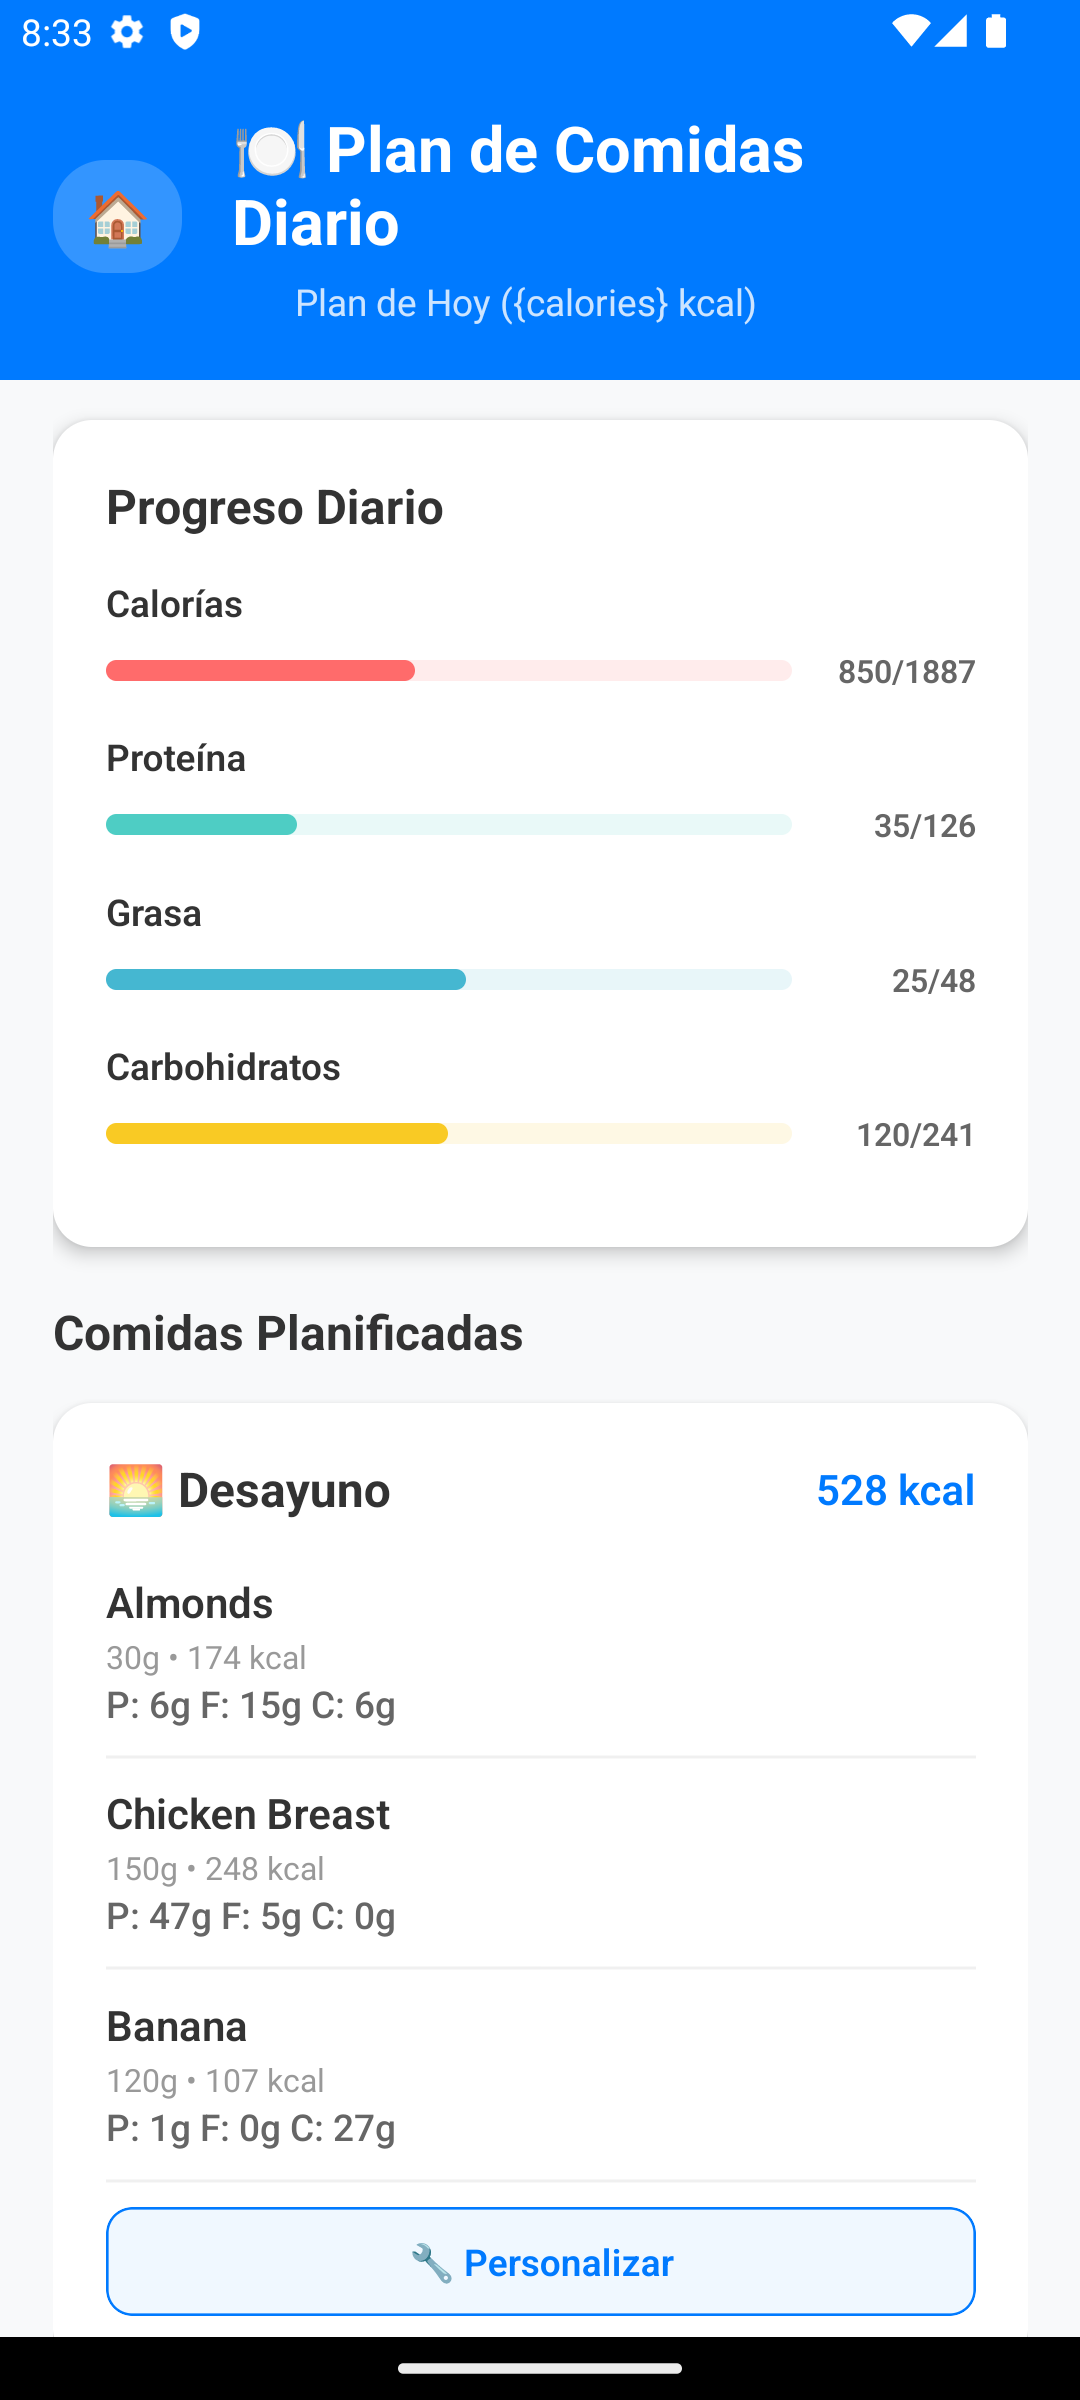 8:33
🍽️ Plan de Comidas
Diario
Plan de Hoy ({calories} kcal)
Progreso Diario
Calorías
850/1887
Proteína
35/126
Grasa
25/48
Carbohidratos
120/241
Comidas Planificadas
🌅 Desayuno
528 kcal
Almonds
30g • 174 kcal
P: 6g F: 15g C: 6g
Chicken Breast
150g • 248 kcal
P: 47g F: 5g C: 0g
Banana
120g • 107 kcal
P: 1g F: 0g C: 27g
🔧 Personalizar